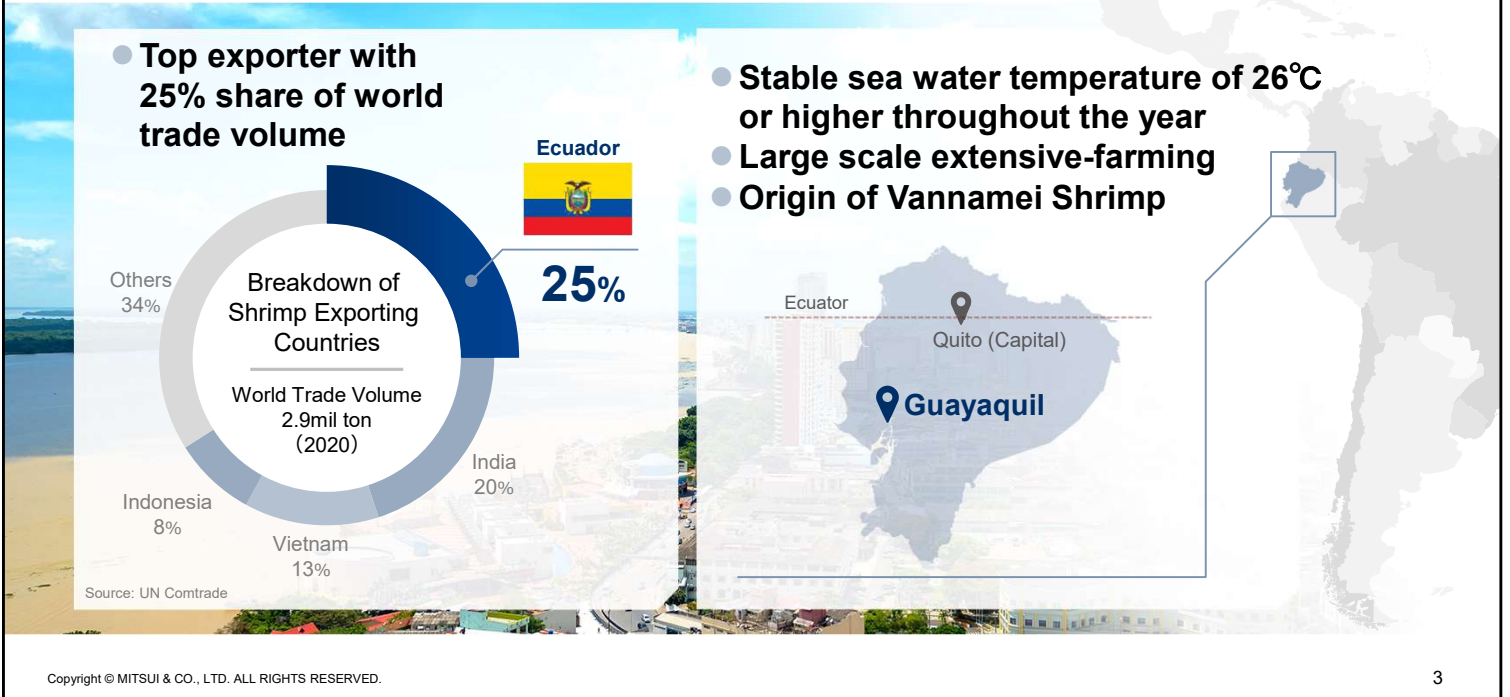 Top exporter with
25% share of world
trade volume
Ecuador
25%
Others
34%
Breakdown of
Shrimp Exporting
Countries
World Trade Volume
2.9mil ton
（2020）
India
20%
Indonesia
8%
Vietnam
13%
Source: UN Comtrade
Stable sea water temperature of 26℃
or higher throughout the year
Large scale extensive-farming
Origin of Vannamei Shrimp
Ecuator
Quito (Capital)
Guayaquil
Copyright © MITSUI & CO., LTD. ALL RIGHTS RESERVED.
3